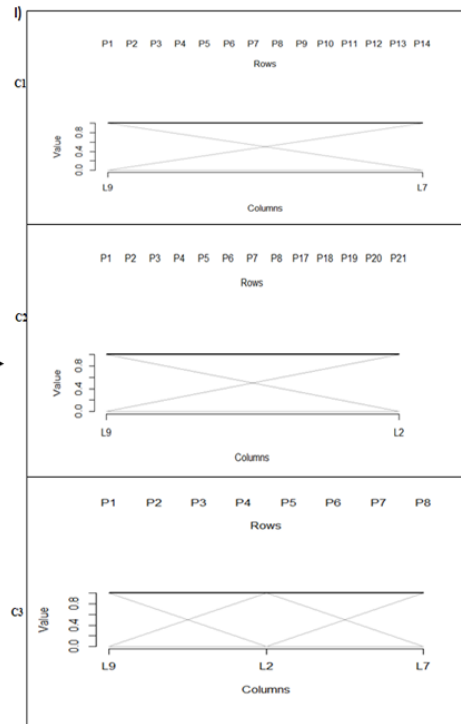 I)
P1 P2 P3 P4 P5 P6 P7 P8 P9 P10 P11 P12 P13 P14
Rows
C1
Value
0.0 0.4 0.8
L9 L7
Columns
P1 P2 P3 P4 P5 P6 P7 P8 P17 P18 P19 P20 P21
Rows
C2
Value
0.0 0.4 0.8
L9 L2
Columns
P1 P2 P3 P4 P5 P6 P7 P8
Rows
C3
Value
0.0 0.4 0.8
L9 L2 L7
Columns